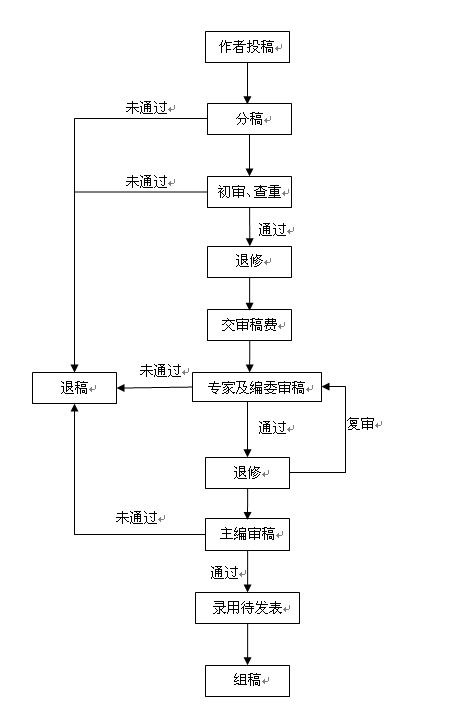 作者投稿
未通过
分稿
未通过
初审、查重
通过
退修
交审稿费
未通过
退稿
专家及编委审稿
通过
复审
退修
未通过
主编审稿
通过
录用待发表
组稿